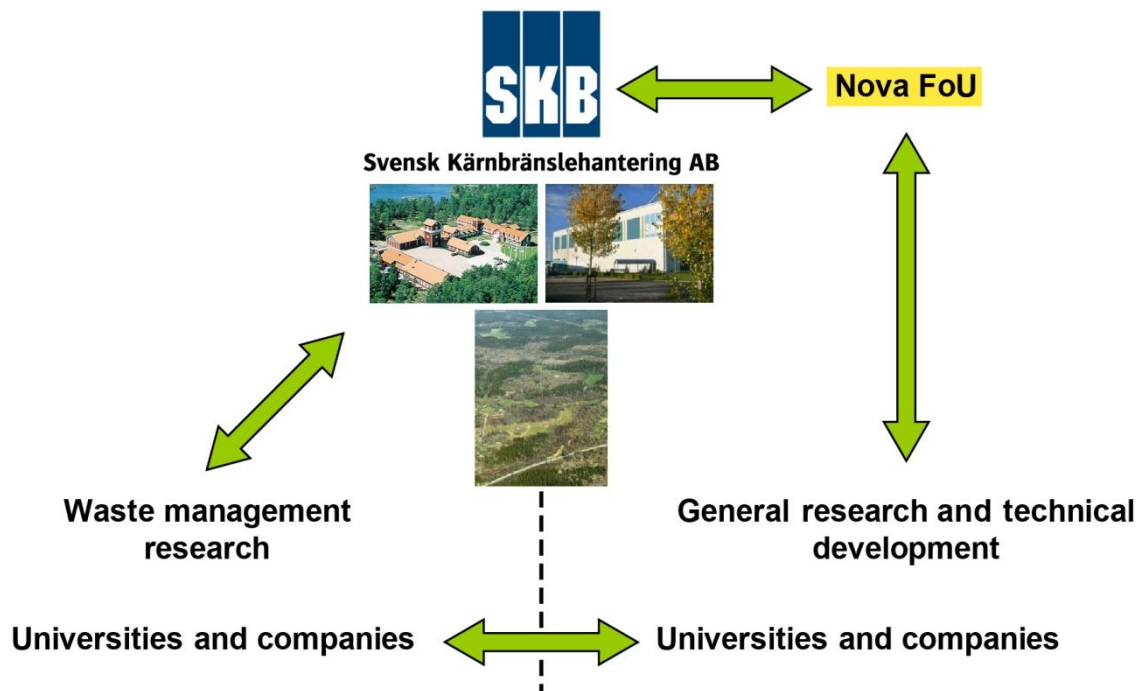 SKB
Nova FoU
Svensk Kärnbränslehantering AB
Waste management
research
General research and technical
development
Universities and companies
Universities and companies